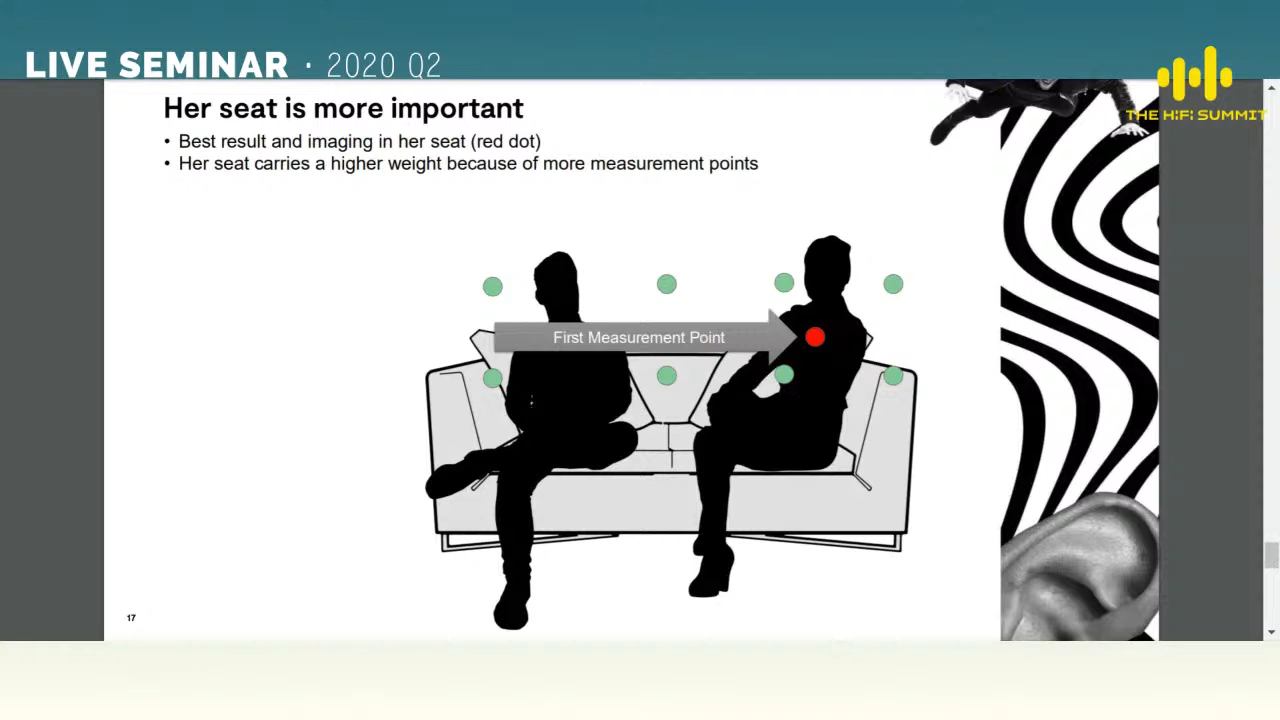 LIVE SEMINAR · 2020 Q2
THE HIFI SUMMIT
Her seat is more important
• Best result and imaging in her seat (red dot)
• Her seat carries a higher weight because of more measurement points
First Measurement Point
17